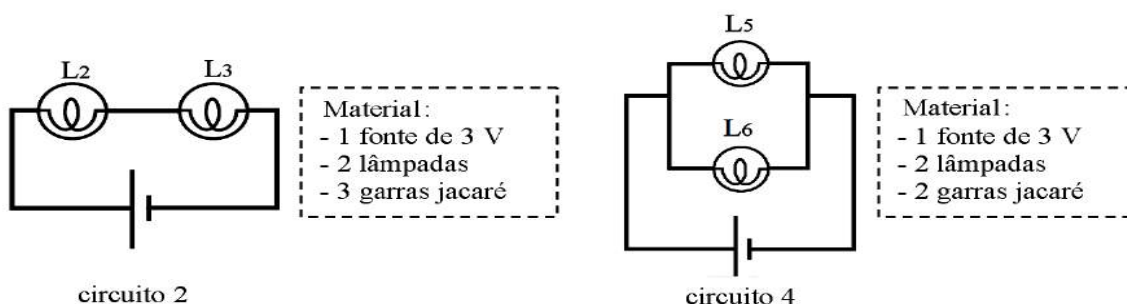 L2 L3
Material:
- 1 fonte de 3 V
- 2 lâmpadas
- 3 garras jacaré
circuito 2
L5
L6
Material:
- 1 fonte de 3 V
- 2 lâmpadas
- 2 garras jacaré
circuito 4